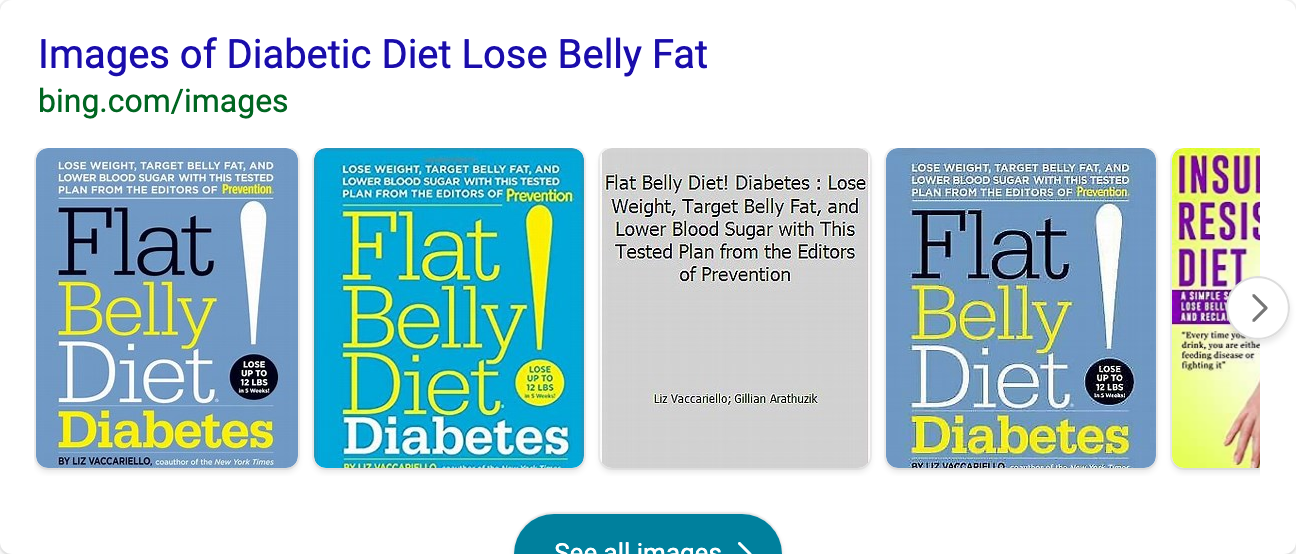 Images of Diabetic Diet Lose Belly Fat
bing.com/images
LOSE WEIGHT, TARGET BELLY FAT, AND
LOWER BLOOD SUGAR WITH THIS TESTED
PLAN FROM THE EDITORS OF Prevention.
Flat
Belly
Diet!
LOSE
UP TO
12 LBS
in 5 Weeks!
Diabetes
BY LIZ VACCARIELLO, coauthor of the New York Times
LOSE WEIGHT, TARGET BELLY FAT, AND
LOWER BLOOD SUGAR WITH THIS TESTED
PLAN FROM THE EDITORS OF Prevention
Flat
Belly!
Diet
LOSE
UP TO
12 LBS
in 5 Weeks!
Diabetes
BY LIZ VACCARIELLO, coauthor of the New York Times
Flat Belly Diet! Diabetes : Lose
Weight, Target Belly Fat, and
Lower Blood Sugar with This
Tested Plan from the Editors
of Prevention
Liz Vaccariello; Gillian Arathuzik
LOSE WEIGHT, TARGET BELLY FAT, AND
LOWER BLOOD SUGAR WITH THIS TESTED
PLAN FROM THE EDITORS OF Prevention.
Flat
Belly
Diet!
LOSE
UP TO
12 LBS
in 5 Weeks!
Diabetes
BY LIZ VACCARIELLO, coauthor of the New York Times
INSU
RESIS
DIET
A SIMPLE S
LOSE BELL
AND RECLA
"Every time yo
drink, you are eithe
feeding disease or
fighting it"
See all images